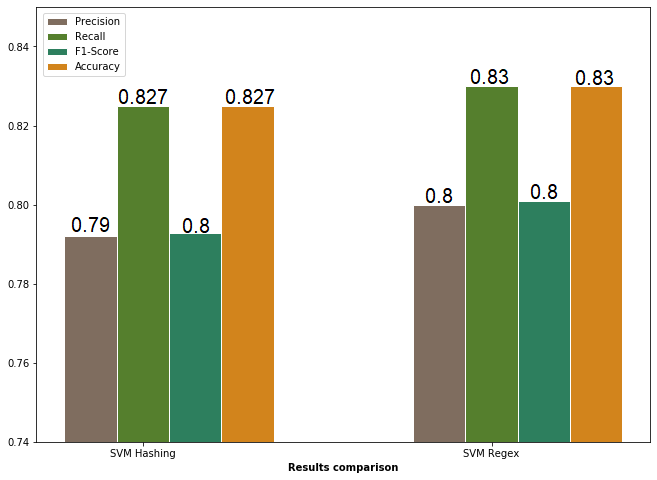 Precision
Recall
F1-Score
Accuracy
0.84
0.82
0.80
0.78
0.76
0.74
0.79
0.827
0.8
0.827
0.8
0.83
0.8
0.83
SVM Hashing
SVM Regex
Results comparison